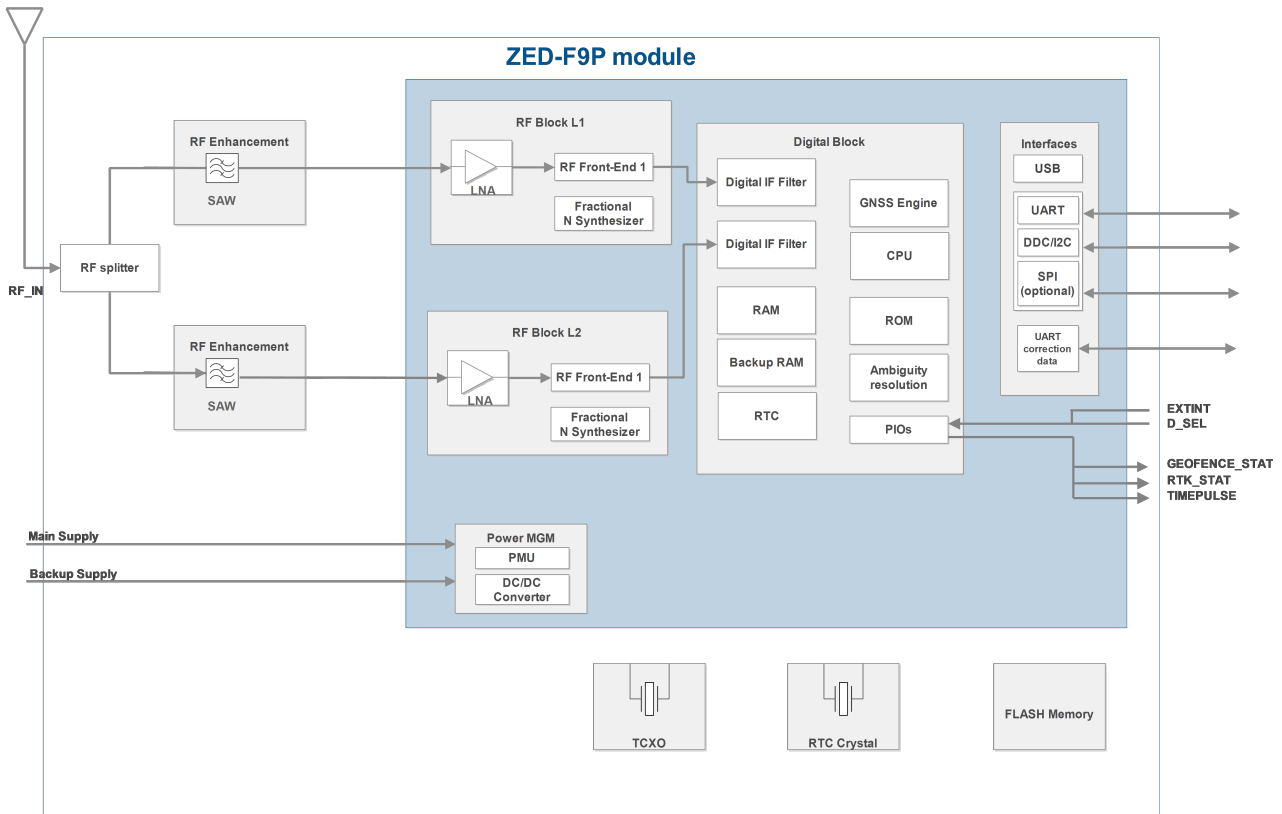 ZED-F9P module
RF_IN
RF splitter
RF Enhancement
SAW
RF Enhancement
SAW
RF Block L1
LNA
RF Front-End 1
Fractional
N Synthesizer
RF Block L2
LNA
RF Front-End 1
Fractional
N Synthesizer
Digital Block
Digital IF Filter
Digital IF Filter
RAM
Backup RAM
RTC
GNSS Engine
CPU
ROM
Ambiguity
resolution
PIOs
Interfaces
USB
UART
DDC/I2C
SPI
(optional)
UART
correction
data
EXTINT
D_SEL
GEOFENCE_STAT
RTK_STAT
TIMEPULSE
Main Supply
Backup Supply
Power MGM
PMU
DC/DC
Converter
TCXO
RTC Crystal
FLASH Memory